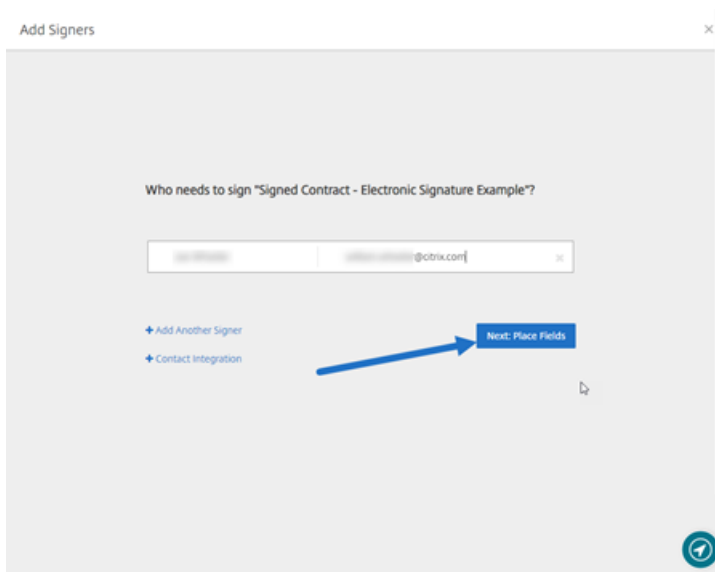 Add Signers
Who needs to sign "Signed Contract - Electronic Signature Example"?
@citrix.com
+ Add Another Signer
Next: Place Fields
+ Contact Integration